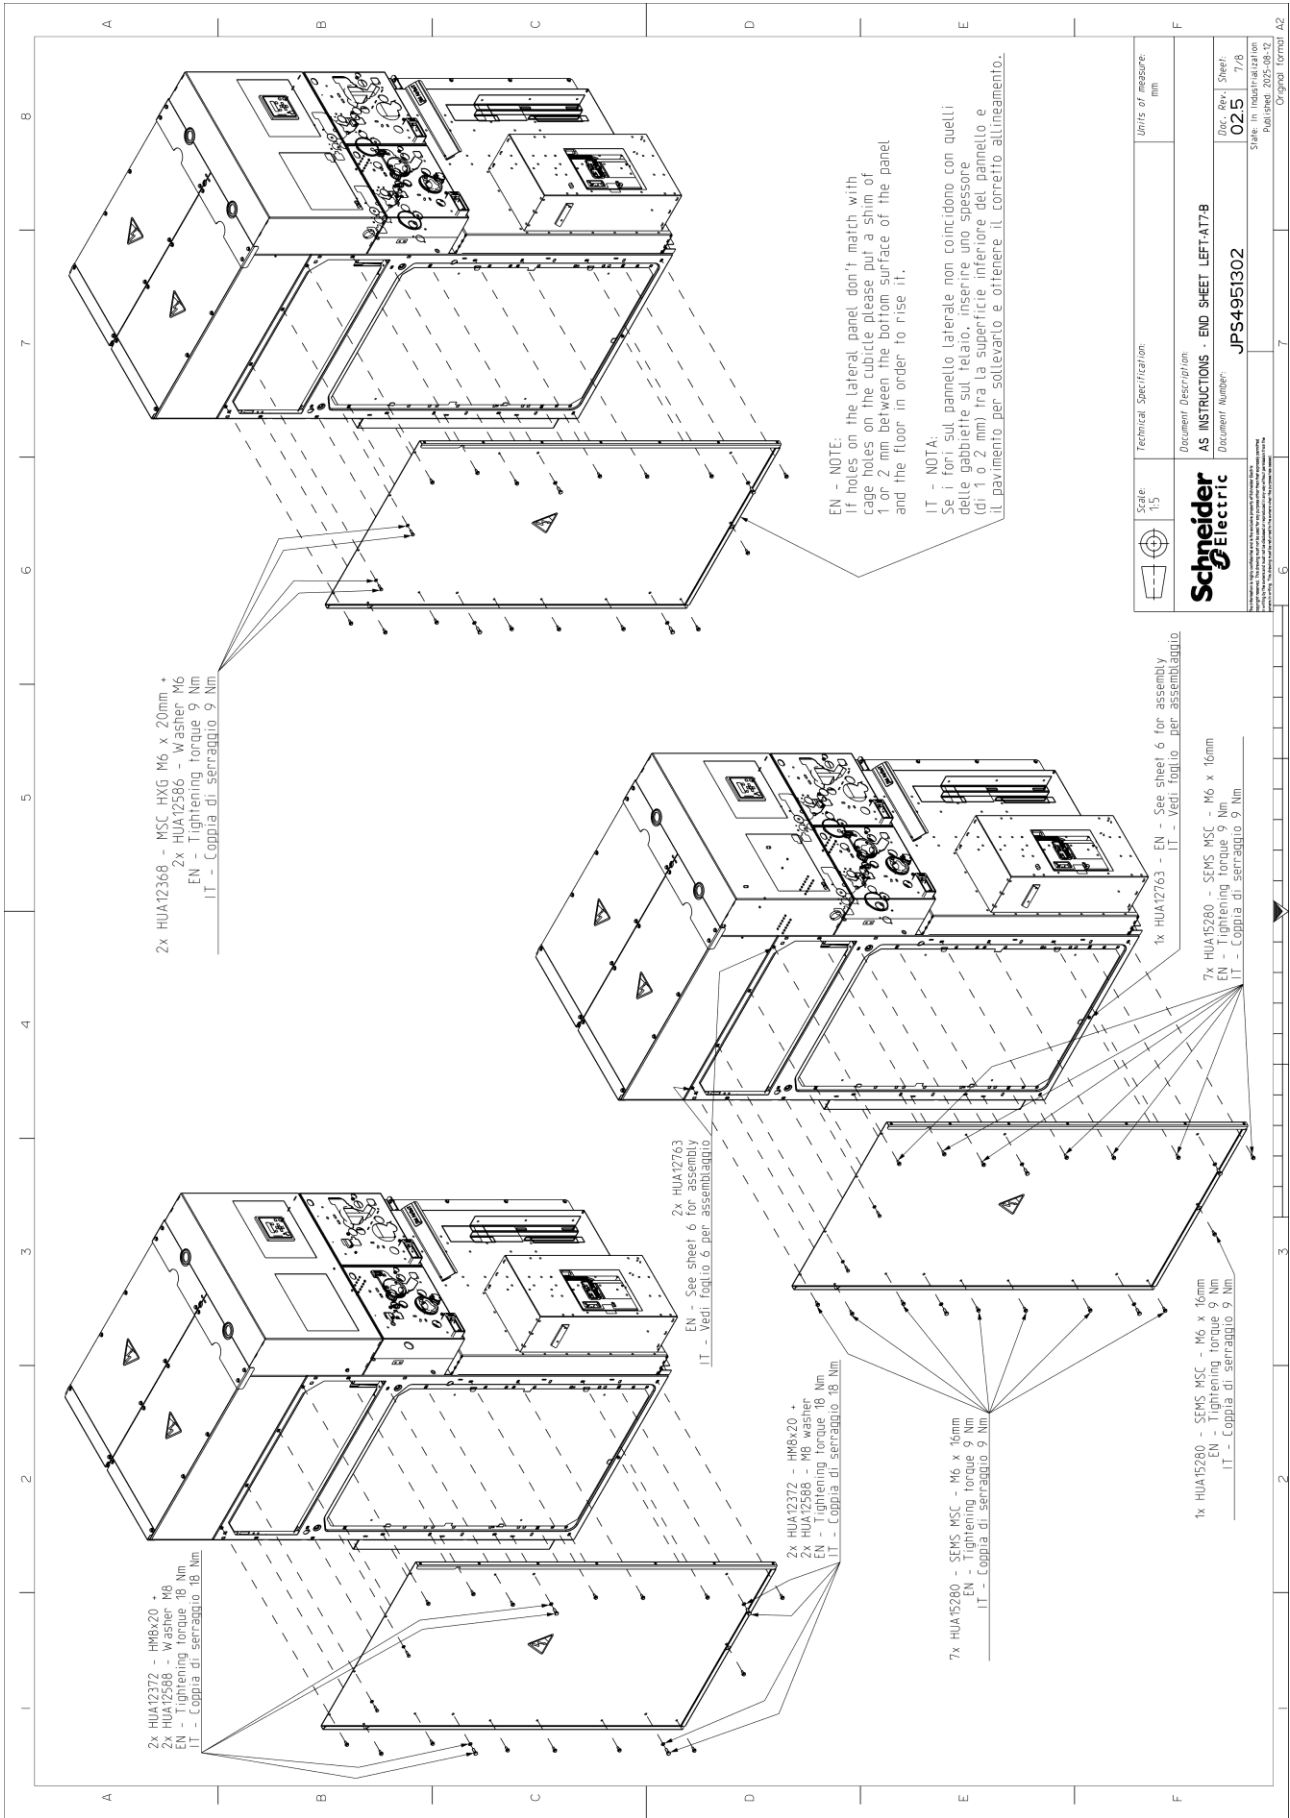 2x HUA12372 - HM8x20 +
2x HUA12588 - Washer M8
EN - Tightening torque 18 Nm
IT - Coppia di serraggio 18 Nm
2x HUA12372 - HM8x20 +
2x HUA12588 - M8 washer
EN - Tightening torque 18 Nm
IT - Coppia di serraggio 18 Nm
2x HUA12763
EN - See sheet 6 for assembly
IT - Vedi foglio 6 per assemblaggio
7x HUA15280 - SEMS MSC - M6 x 16mm
EN - Tightening torque 9 Nm
IT - Coppia di serraggio 9 Nm
1x HUA15280 - SEMS MSC - M6 x 16mm
EN - Tightening torque 9 Nm
IT - Coppia di serraggio 9 Nm
1x HUA12763 - EN - See sheet 6 for assembly
IT - Vedi foglio 6 per assemblaggio
7x HUA15280 - SEMS MSC - M6 x 16mm
EN - Tightening torque 9 Nm
IT - Coppia di serraggio 9 Nm
2x HUA12368 - MSC HXG M6 x 20mm +
2x HUA12586 - Washer M6
EN - Tightening torque 9 Nm
IT - Coppia di serraggio 9 Nm
EN - NOTE:
If holes on the lateral panel don't match with
cage holes on the cubicle please put a shim of
1 or 2 mm between the bottom surface of the panel
and the floor in order to rise it.
IT - NOTA:
Se i fori sul pannello laterale non coincidono con quelli
delle gabbiette sul telaio, inserire uno spessore
(di 1 o 2 mm) tra la superficie inferiore del pannello e
il pavimento per sollevarlo e ottenere il corretto allineamento.
Scale:
1:5
Technical Specification:
Units of measure:
mm
Schneider
Electric
Document Description:
AS INSTRUCTIONS - END SHEET LEFT-AT7-B
Document Number:
JPS4951302
Doc. Rev.
02.5
Sheet:
7/8
State: In Industrialization
Published: 2025-08-12
Original format A2
1 2 3 4 5 6 7 8
1 2 3 6 7
A B C D E F
A B C D E F